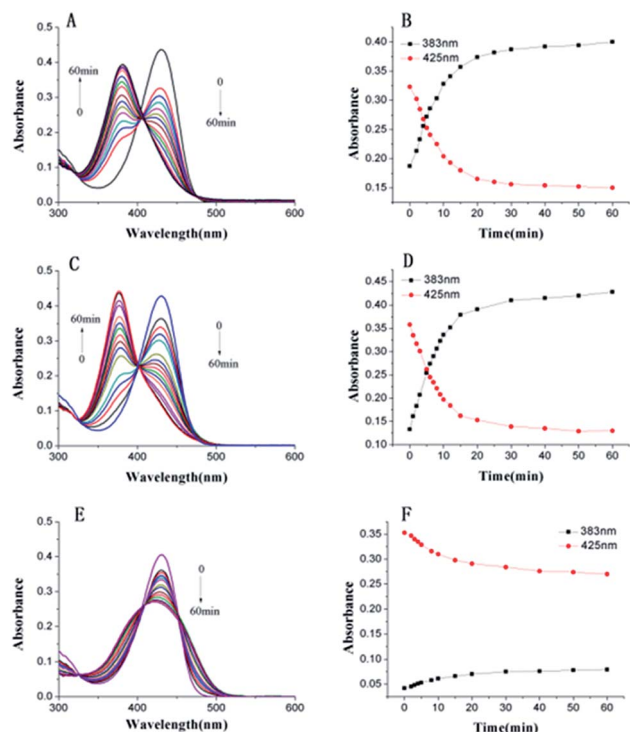 A
0.5
0.4
0.3
0.2
0.1
0.0
300
400
500
600
60min
0
0
60min
Absorbance
Wavelength(nm)
B
0.40
0.35
0.30
0.25
0.20
0.15
0
10
20
30
40
50
60
383nm
425nm
Absorbance
Time(min)
C
0.5
0.4
0.3
0.2
0.1
0.0
300
400
500
600
60min
0
0
60min
Absorbance
Wavelength(nm)
D
0.45
0.40
0.35
0.30
0.25
0.20
0.15
0.10
0
10
20
30
40
50
60
383nm
425nm
Absorbance
Time(min)
E
0.5
0.4
0.3
0.2
0.1
0.0
300
400
500
600
0
60min
Absorbance
Wavelength(nm)
F
0.35
0.30
0.25
0.20
0.15
0.10
0.05
0
10
20
30
40
50
60
383nm
425nm
Absorbance
Time(min)